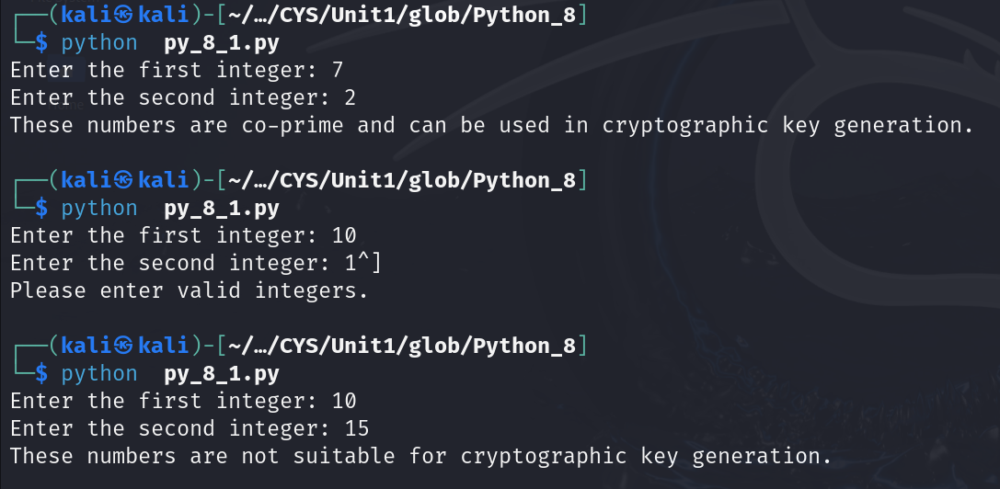 ┌──(kali㉿kali)-[~/…/CYS/Unit1/glob/Python_8]
└─$ python  py_8_1.py
Enter the first integer: 7
Enter the second integer: 2
These numbers are co-prime and can be used in cryptographic key generation.
┌──(kali㉿kali)-[~/…/CYS/Unit1/glob/Python_8]
└─$ python  py_8_1.py
Enter the first integer: 10
Enter the second integer: 1^]
Please enter valid integers.
┌──(kali㉿kali)-[~/…/CYS/Unit1/glob/Python_8]
└─$ python  py_8_1.py
Enter the first integer: 10
Enter the second integer: 15
These numbers are not suitable for cryptographic key generation.